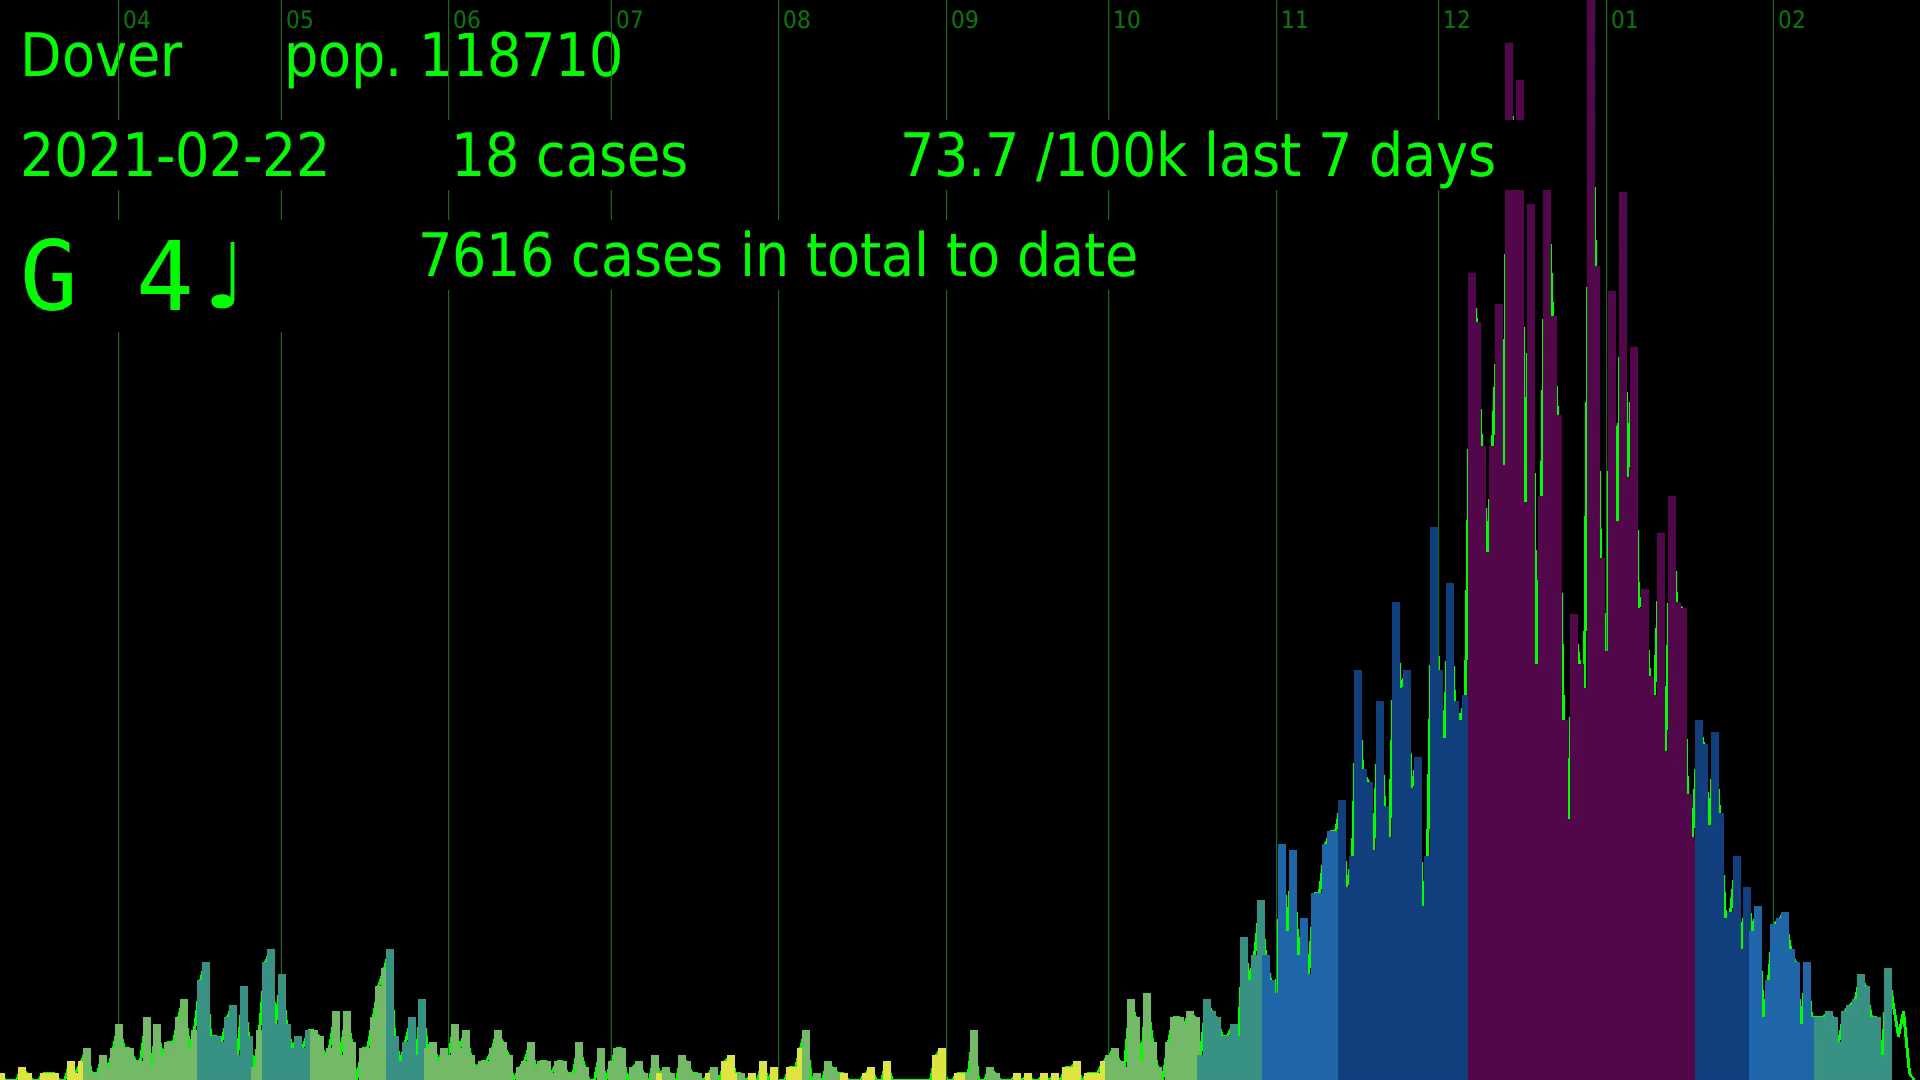 04 05 06 07 08 09 10 11 12 01 02
Dover pop. 118710
2021-02-22 18 cases 73.7 /100k last 7 days
G 4♩ 7616 cases in total to date